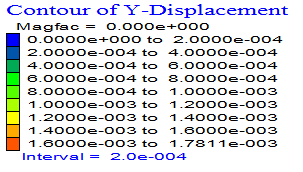 Contour of Y-Displacement
Magfac = 0.000e+000
0.0000e+000 to 2.0000e-004
2.0000e-004 to 4.0000e-004
4.0000e-004 to 6.0000e-004
6.0000e-004 to 8.0000e-004
8.0000e-004 to 1.0000e-003
1.0000e-003 to 1.2000e-003
1.2000e-003 to 1.4000e-003
1.4000e-003 to 1.6000e-003
1.6000e-003 to 1.7811e-003
Interval = 2.0e-004